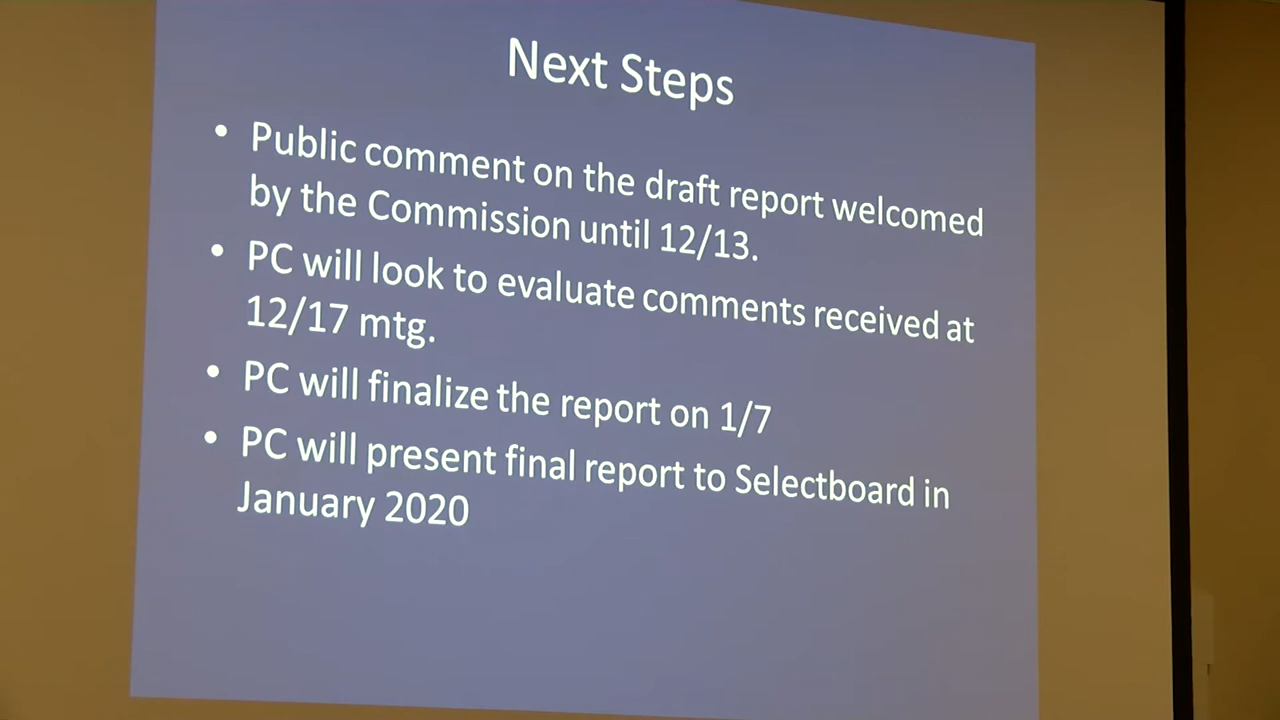 Next Steps
• Public comment on the draft report welcomed
by the Commission until 12/13.
• PC will look to evaluate comments received at
12/17 mtg.
• PC will finalize the report on 1/7
• PC will present final report to Selectboard in
January 2020